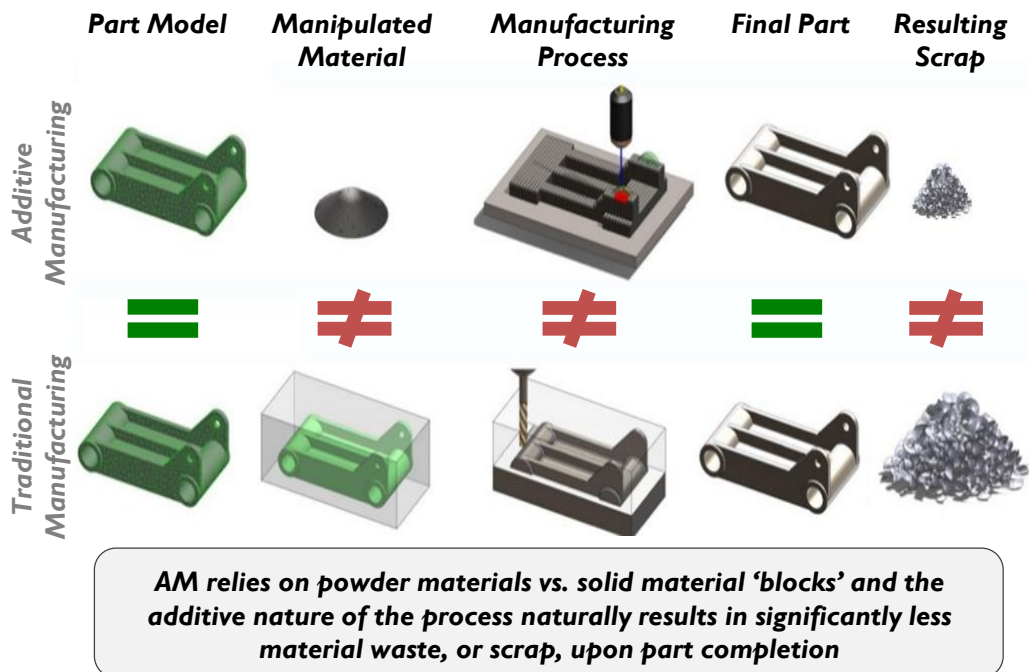 Part Model
Manipulated
Material
Manufacturing
Process
Final Part
Resulting
Scrap
Additive
Manufacturing
Traditional
Manufacturing
AM relies on powder materials vs. solid material ‘blocks’ and the
additive nature of the process naturally results in significantly less
material waste, or scrap, upon part completion